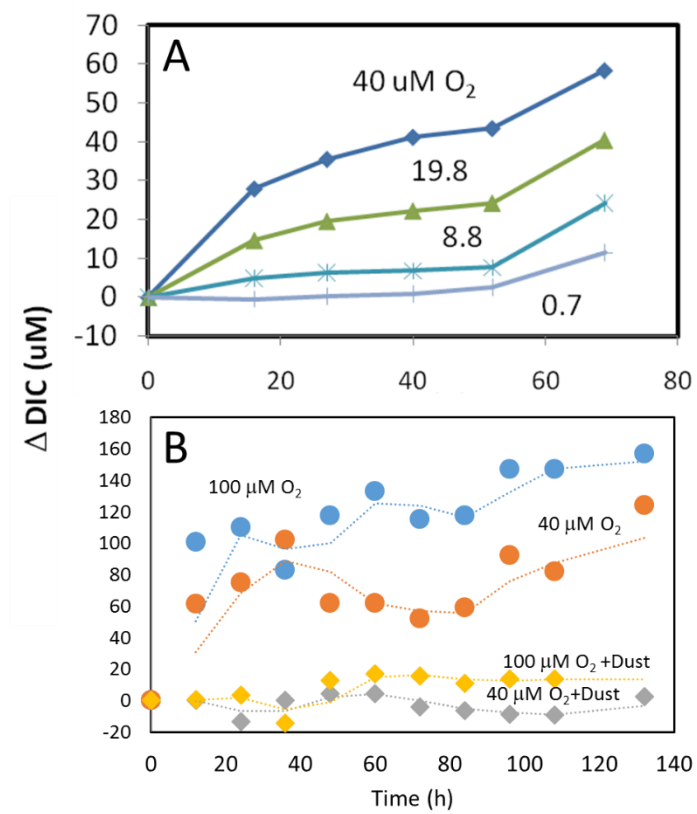 70
A
60
40 uM O₂
50
40
19.8
30
20
8.8
10
0
0.7
-10
0 20 40 60 80
Δ DIC (uM)
180
B
160
100 μM O₂
140
120
40 μM O₂
100
80
60
40
100 μM O₂ +Dust
20
40 μM O₂+Dust
0
-20
0 20 40 60 80 100 120 140
Time (h)